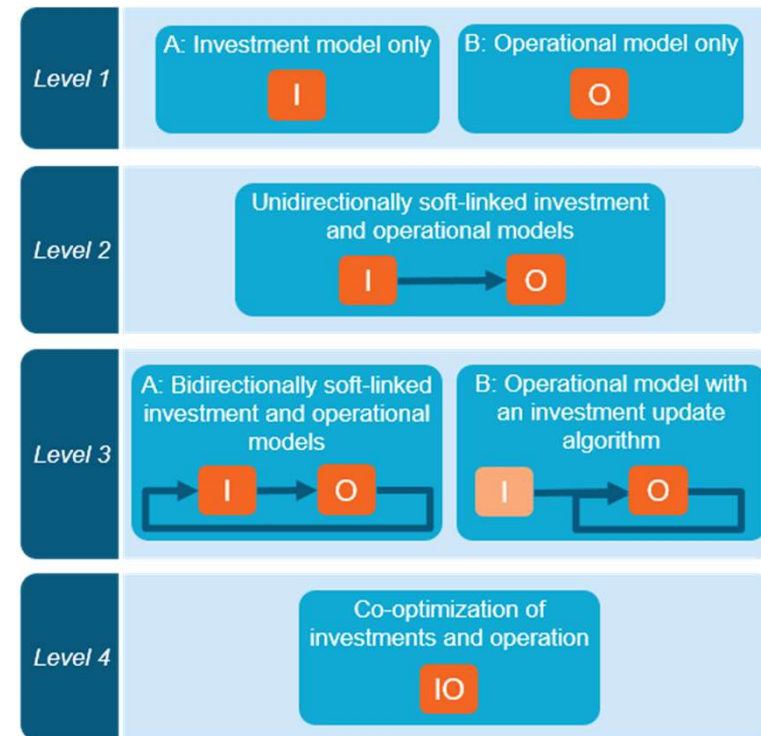 Level 1
A: Investment model only
I
B: Operational model only
O
Level 2
Unidirectionally soft-linked investment
and operational models
I
O
Level 3
A: Bidirectionally soft-linked
investment and operational
models
I
O
B: Operational model with
an investment update
algorithm
I
O
Level 4
Co-optimization of
investments and operation
IO